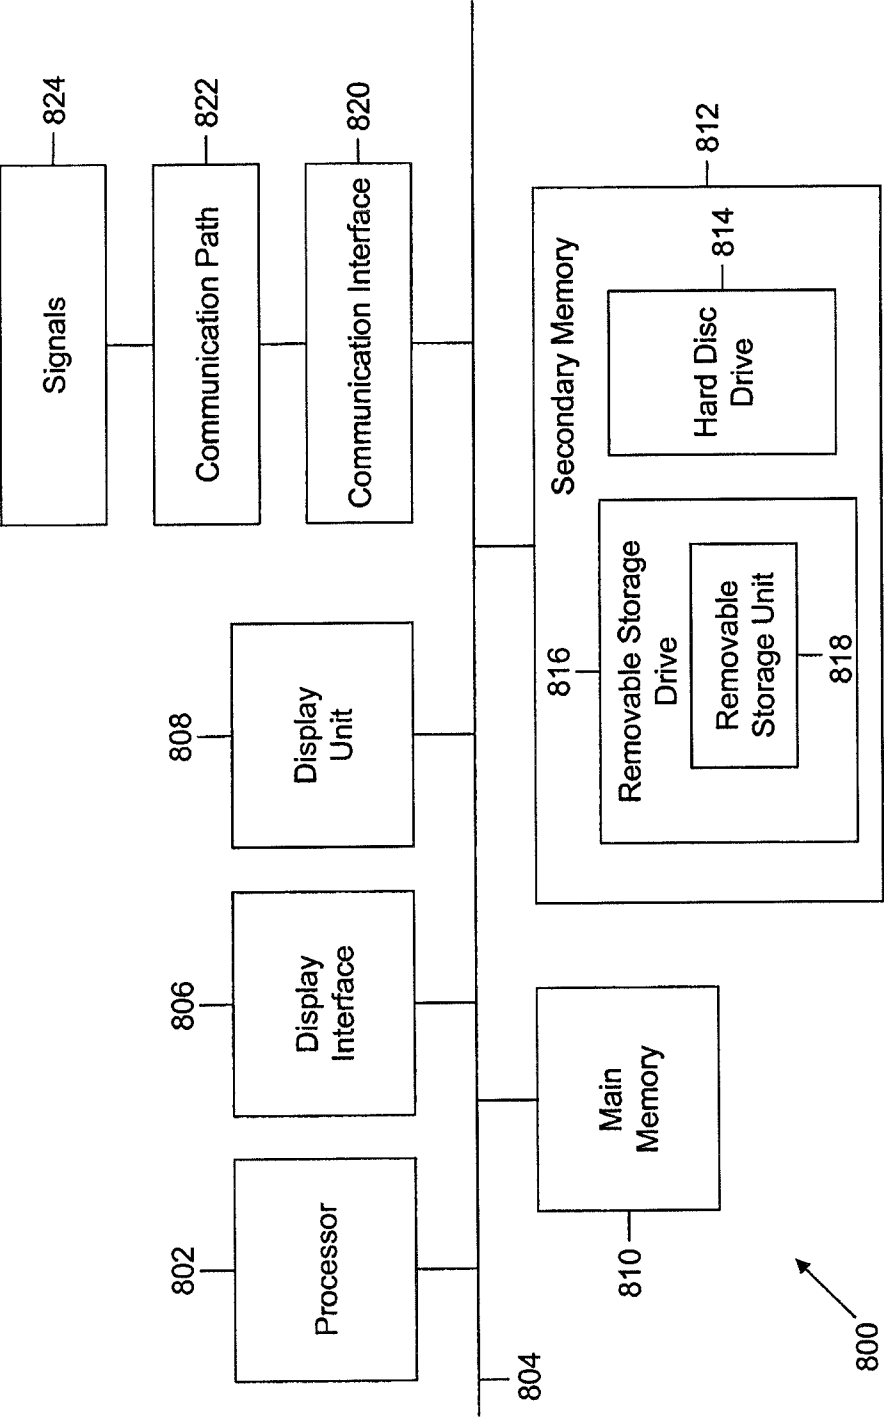 802
Processor
806
Display
Interface
808
Display
Unit
824
Signals
822
Communication Path
820
Communication Interface
804
810
Main
Memory
812
Secondary Memory
816
Removable Storage
Drive
818
Removable
Storage Unit
814
Hard Disc
Drive
800